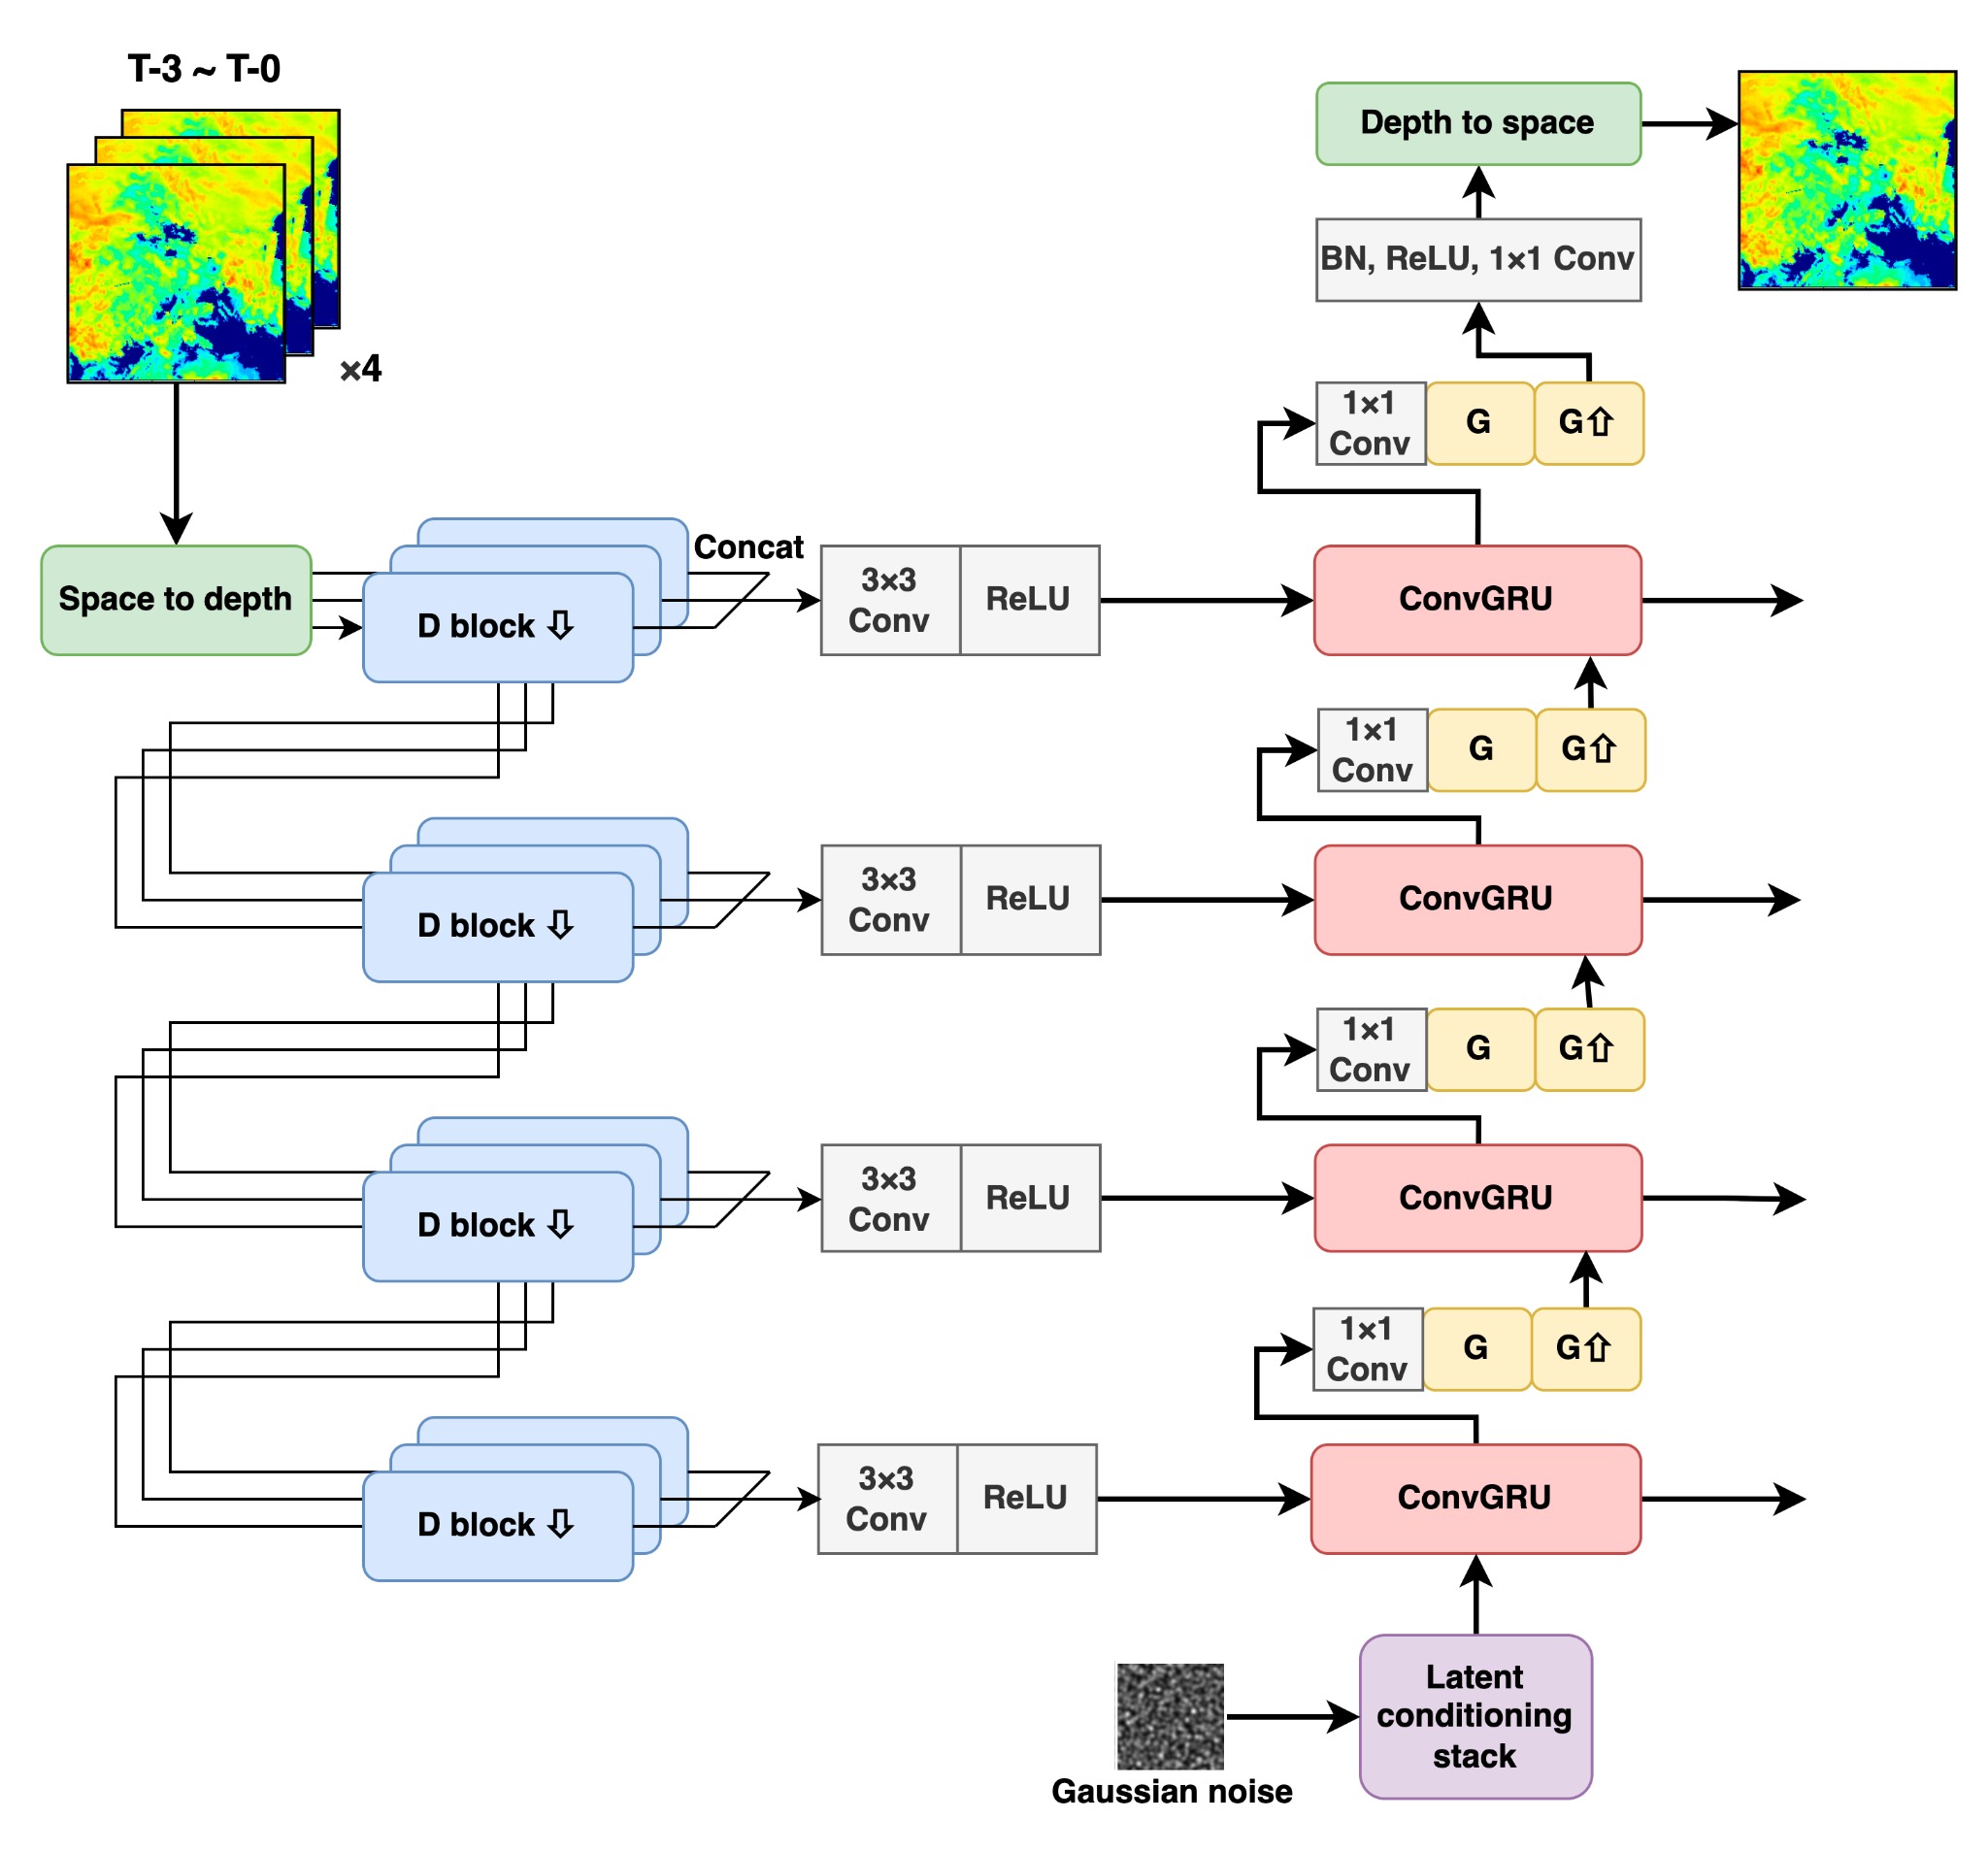 T-3 ~ T-0
×4
Space to depth
D block ⇩
Concat
3×3
Conv
ReLU
ConvGRU
D block ⇩
3×3
Conv
ReLU
ConvGRU
D block ⇩
3×3
Conv
ReLU
ConvGRU
D block ⇩
3×3
Conv
ReLU
ConvGRU
Depth to space
BN, ReLU, 1×1 Conv
1×1
Conv
G
G⇧
1×1
Conv
G
G⇧
1×1
Conv
G
G⇧
1×1
Conv
G
G⇧
Gaussian noise
Latent
conditioning
stack